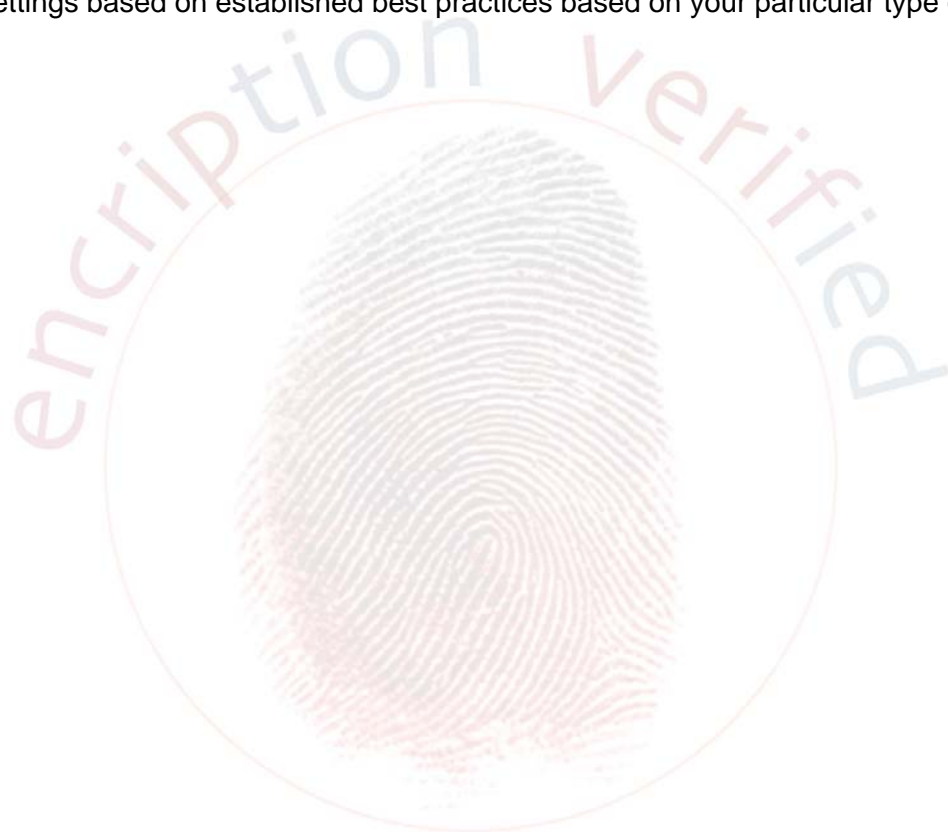 ettings based on established best practices based on your particular type
encription verified